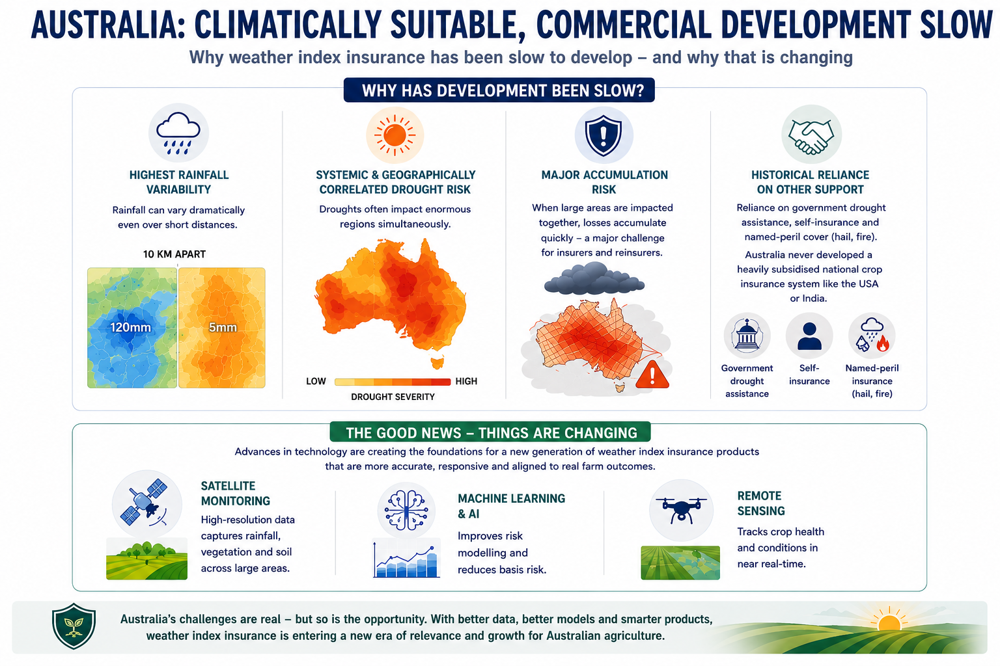 AUSTRALIA: CLIMATICALLY SUITABLE, COMMERCIAL DEVELOPMENT SLOW
Why weather index insurance has been slow to develop – and why that is changing
WHY HAS DEVELOPMENT BEEN SLOW?
HIGHEST RAINFALL
VARIABILITY
Rainfall can vary dramatically
even over short distances.
10 KM APART
120mm
5mm
SYSTEMIC & GEOGRAPHICALLY
CORRELATED DROUGHT RISK
Droughts often impact enormous
regions simultaneously.
LOW
HIGH
DROUGHT SEVERITY
MAJOR ACCUMULATION
RISK
When large areas are impacted
together, losses accumulate
quickly – a major challenge
for insurers and reinsurers.
HISTORICAL RELIANCE
ON OTHER SUPPORT
Reliance on government drought
assistance, self-insurance and
named-peril cover (hail, fire).
Australia never developed a
heavily subsidised national crop
insurance system like the USA
or India.
Government
drought
assistance
Self-
insurance
Named-peril
insurance
(hail, fire)
THE GOOD NEWS – THINGS ARE CHANGING
Advances in technology are creating the foundations for a new generation of weather index insurance products
that are more accurate, responsive and aligned to real farm outcomes.
SATELLITE
MONITORING
High-resolution data
captures rainfall,
vegetation and soil
across large areas.
MACHINE LEARNING
& AI
Improves risk
modelling and
reduces basis risk.
REMOTE
SENSING
Tracks crop health
and conditions in
near real-time.
Australia's challenges are real – but so is the opportunity. With better data, better models and smarter products,
weather index insurance is entering a new era of relevance and growth for Australian agriculture.